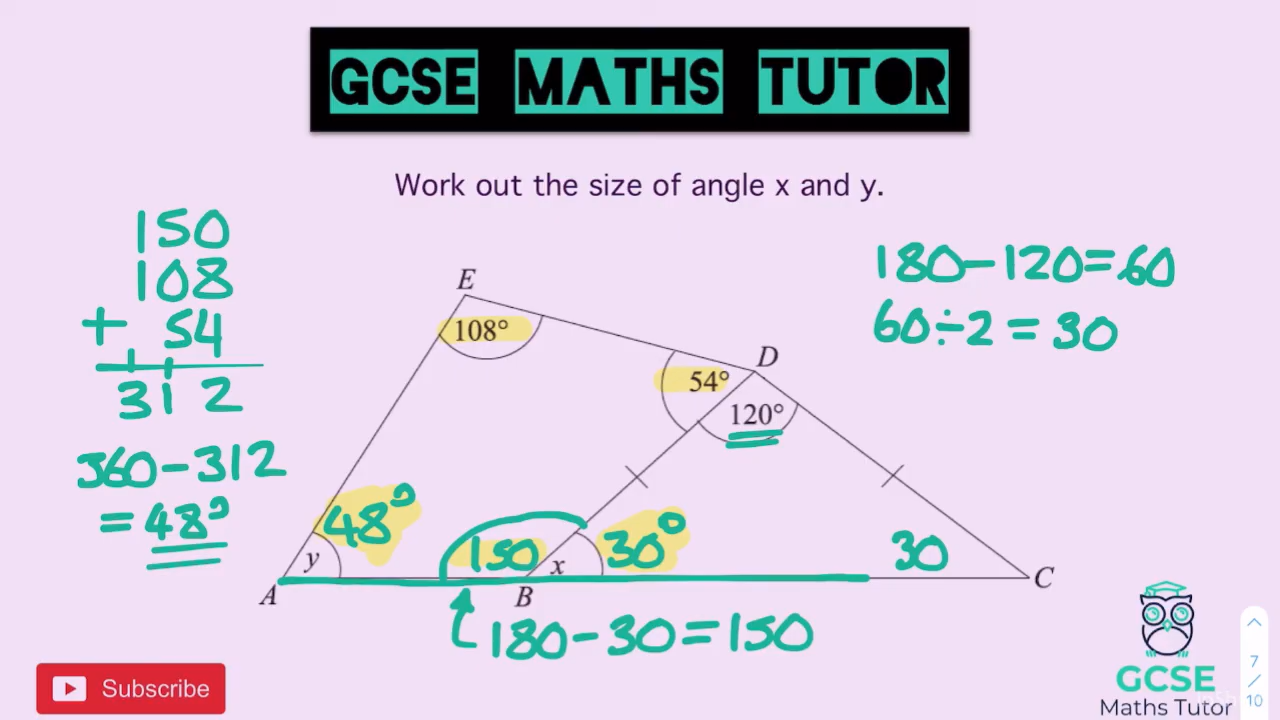 GCSE MATHS TUTOR
Work out the size of angle x and y.
150
108
+ 54
312
360-312
=48°
180-120=60
60÷2=30
E
108°
D
54°
120°
48°
150
30°
30
y
x
A
B
C
180-30=150
Subscribe
GCSE
Maths Tutor
7
/
10